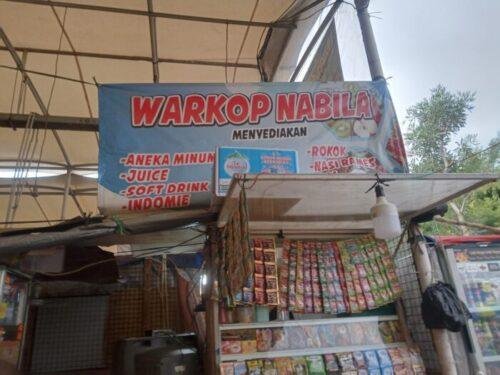 WARKOP NABILA
MENYEDIAKAN
-ANEKA MINUM
-JUICE
-SOFT DRINK
-INDOMIE
-ROKOK
-NASI RAMES